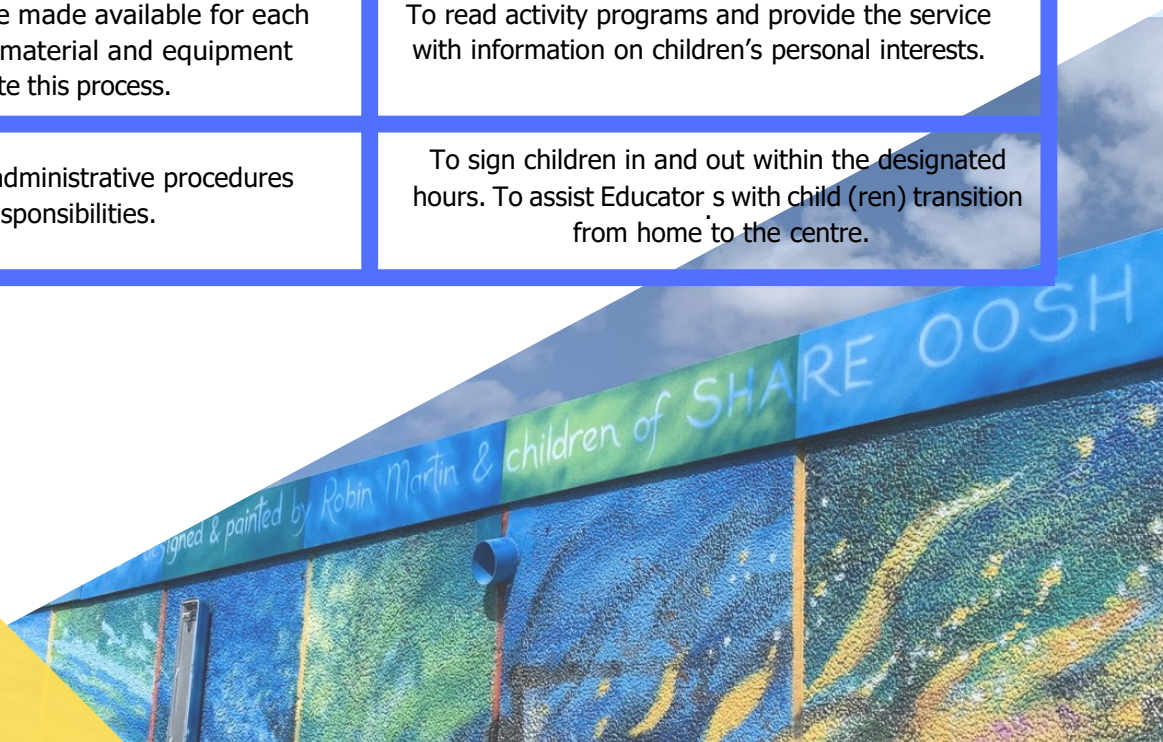 e made available for each
material and equipment
te this process.
To read activity programs and provide the service
with information on children's personal interests.
administrative procedures
sponsibilities.
To sign children in and out within the designated
hours. To assist Educator s with child (ren) transition
from home to the centre.
designed & painted by Robin Martin & children of SHARE OOSH